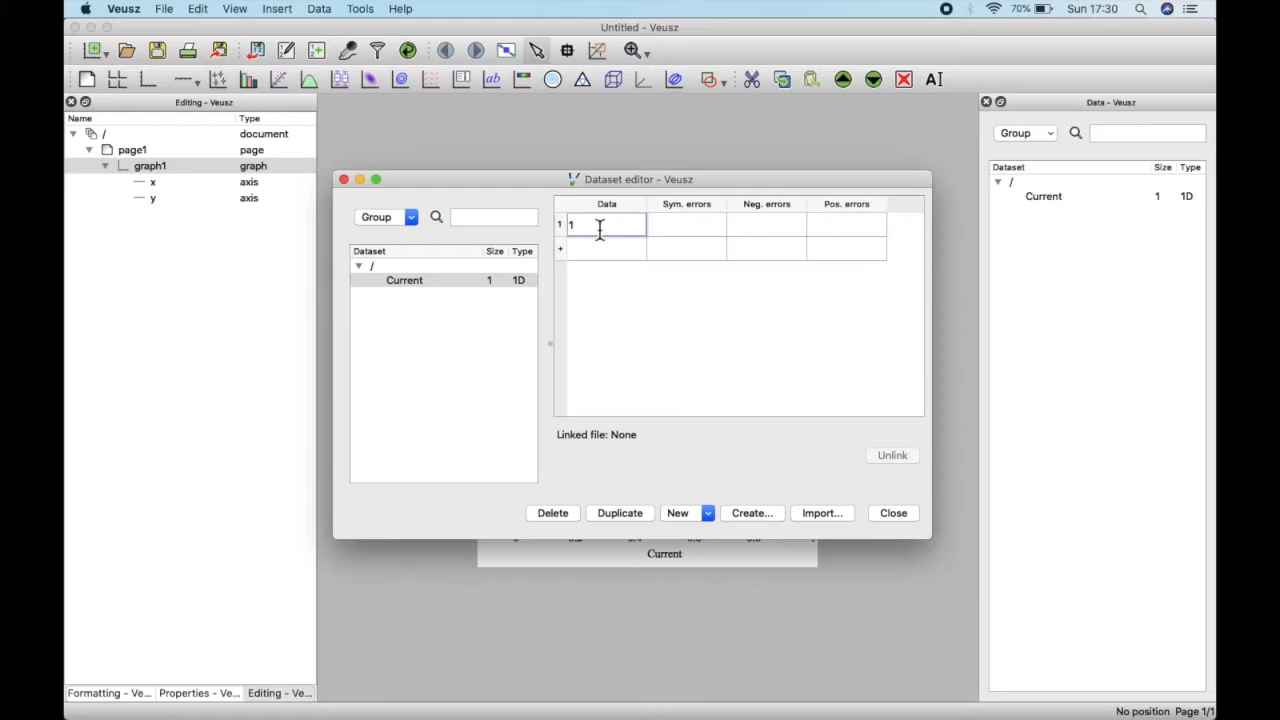 Veusz File Edit View Insert Data Tools Help 70% Sun 17:30
Untitled - Veusz
Editing - Veusz
Data - Veusz
Name Type
/ document
page1 page
graph1 graph
x axis
y axis
Dataset editor - Veusz
Group
Dataset Size Type
/
Current 1 1D
Data Sym. errors Neg. errors Pos. errors
1 1
+
Linked file: None
Unlink
Delete Duplicate New Create... Import... Close
Current
Group
Dataset Size Type
/
Current 1 1D
Formatting - Ve... Properties - Ve... Editing - Ve...
No position Page 1/1